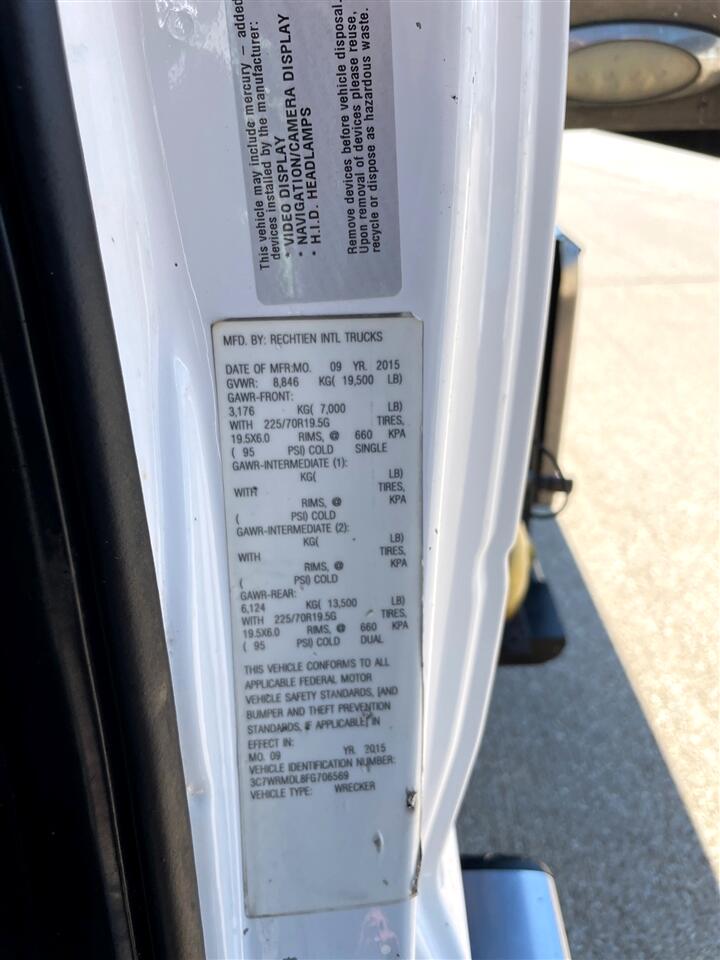 This vehicle may include mercury – added
devices installed by the manufacturer:
• VIDEO DISPLAY
• NAVIGATION/CAMERA DISPLAY
• H.I.D. HEADLAMPS
Remove devices before vehicle disposal.
Upon removal of devices please reuse,
recycle or dispose as hazardous waste.
MFD. BY: RECHTIEN INTL TRUCKS
DATE OF MFR:MO. 09 YR. 2015
GVWR: 8,846 KG( 19,500 LB)
GAWR-FRONT:
3,176 KG( 7,000 LB)
WITH 225/70R19.5G TIRES,
19.5X6.0 RIMS, @ 660 KPA
( 95 PSI) COLD SINGLE
GAWR-INTERMEDIATE (1):
KG( LB)
WITH TIRES,
RIMS, @ KPA
( PSI) COLD
GAWR-INTERMEDIATE (2):
KG( LB)
WITH TIRES,
RIMS, @ KPA
( PSI) COLD
GAWR-REAR:
6,124 KG( 13,500 LB)
WITH 225/70R19.5G TIRES,
19.5X6.0 RIMS, @ 660 KPA
( 95 PSI) COLD DUAL
THIS VEHICLE CONFORMS TO ALL
APPLICABLE FEDERAL MOTOR
VEHICLE SAFETY STANDARDS, [AND
BUMPER AND THEFT PREVENTION
STANDARDS, IF APPLICABLE] IN
EFFECT IN:
MO. 09 YR. 2015
VEHICLE IDENTIFICATION NUMBER:
3C7WRMDL8FG706569
VEHICLE TYPE: WRECKER